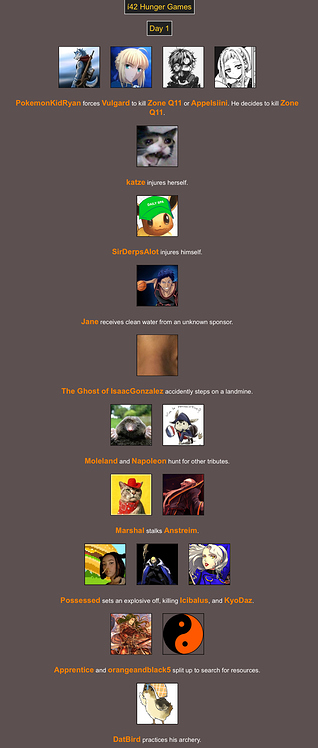 I42 Hunger Games
Day 1
PokemonKidRyan forces Vulgard to kill Zone Q11 or Appelsiini. He decides to kill Zone
Q11.
katze injures herself.
SirDerpsAlot injures himself.
Jane receives clean water from an unknown sponsor.
The Ghost of IsaacGonzalez accidently steps on a landmine.
Moleland and Napoleon hunt for other tributes.
Marshal stalks Anstreim.
Possessed sets an explosive off, killing Icibalus, and KyoDaz.
Apprentice and orangeandblack5 split up to search for resources.
DatBird practices his archery.